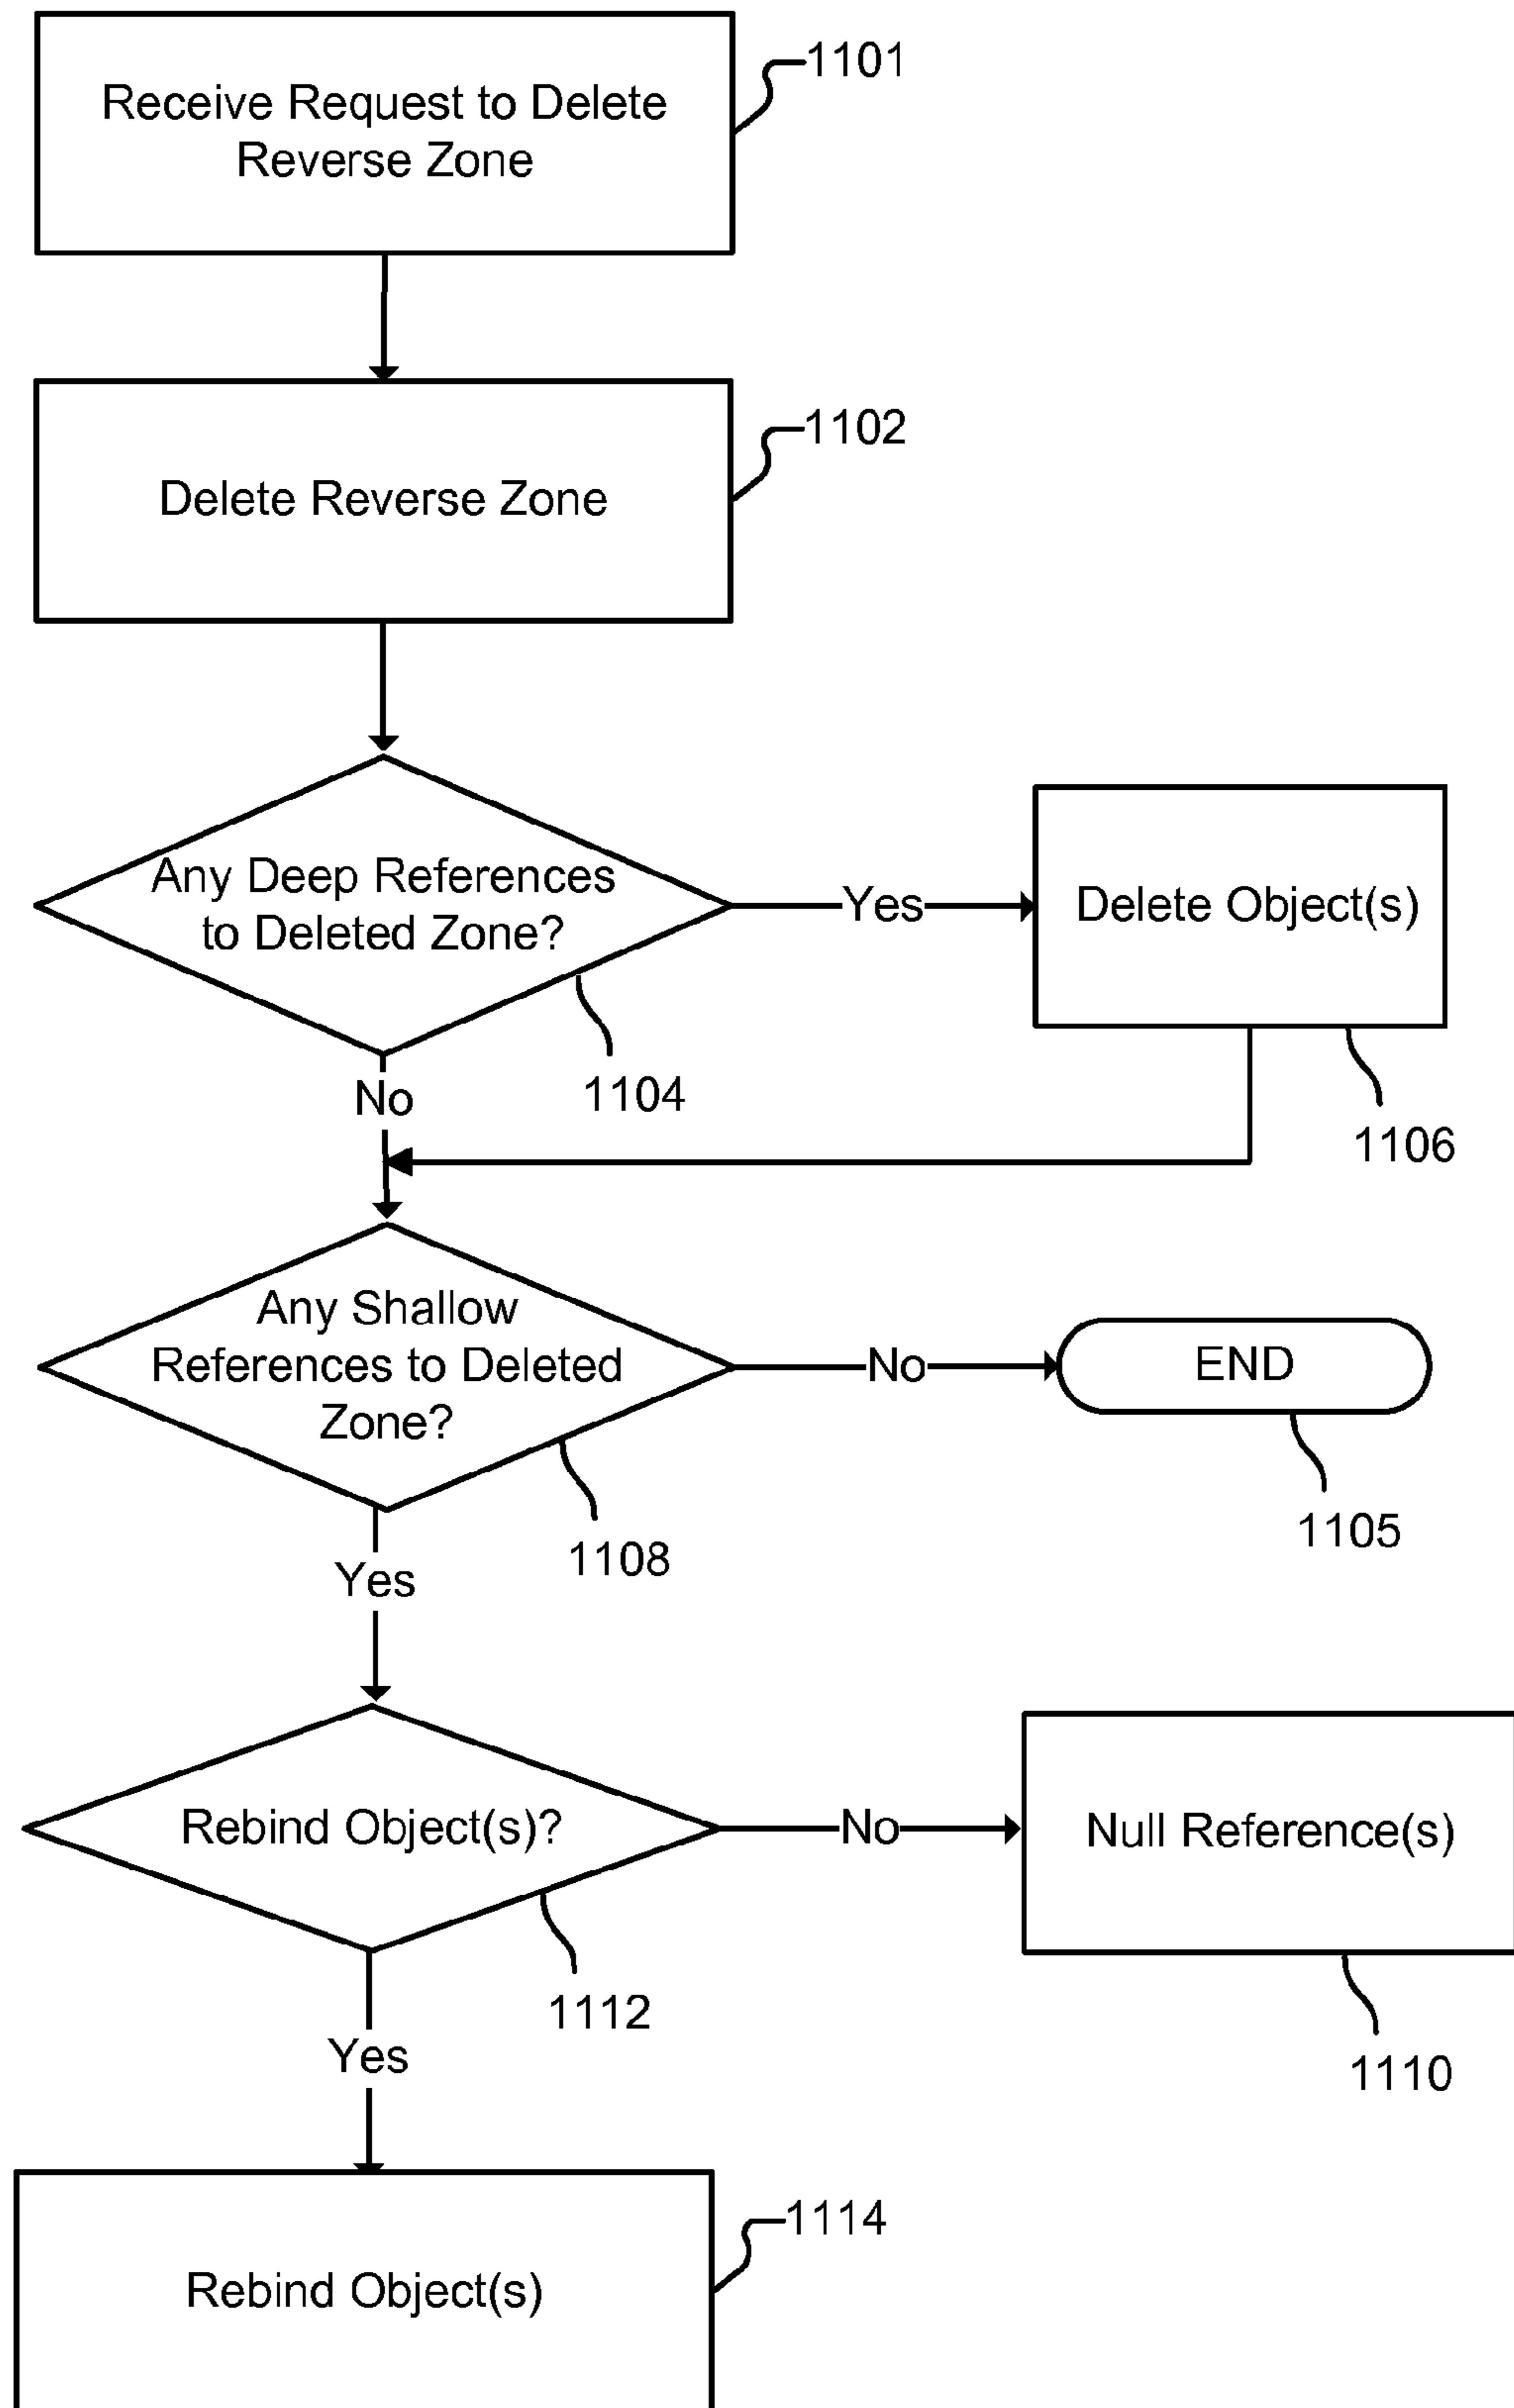 Receive Request to Delete
Reverse Zone
1101
Delete Reverse Zone
1102
Any Deep References
to Deleted Zone?
1104
Yes
Delete Object(s)
1106
No
Any Shallow
References to Deleted
Zone?
1108
No
END
1105
Yes
Rebind Object(s)?
1112
No
Null Reference(s)
1110
Yes
Rebind Object(s)
1114